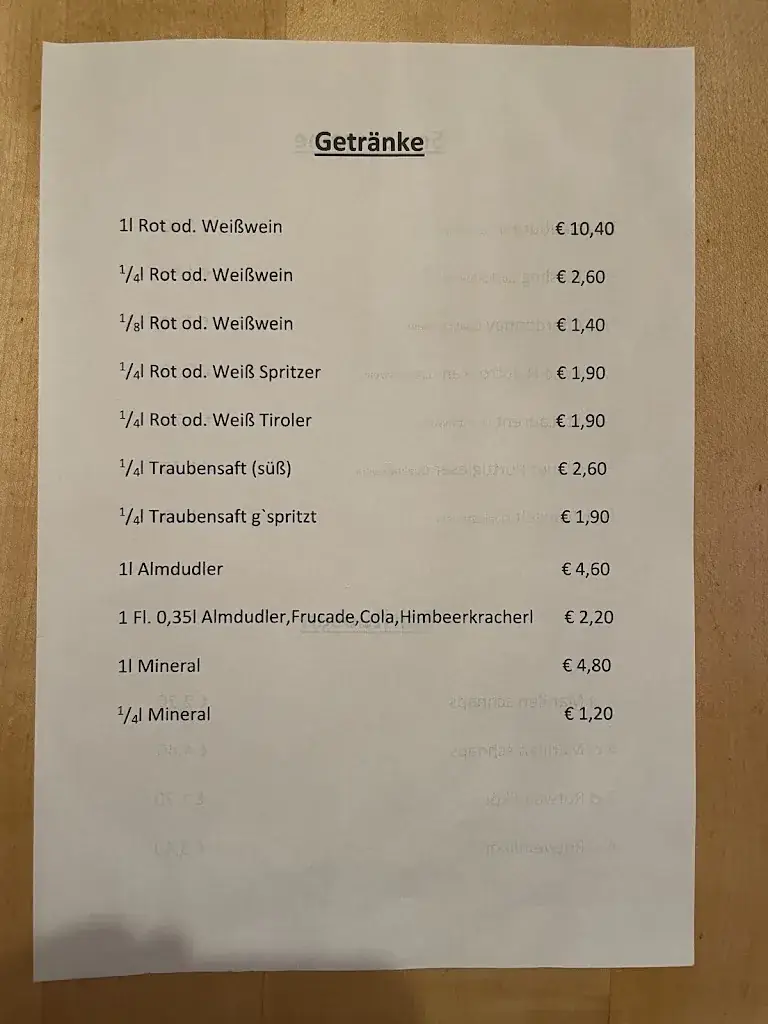 Getränke
1l Rot od. Weißwein € 10,40
1/4l Rot od. Weißwein € 2,60
1/8l Rot od. Weißwein € 1,40
1/4l Rot od. Weiß Spritzer € 1,90
1/4l Rot od. Weiß Tiroler € 1,90
1/4l Traubensaft (süß) € 2,60
1/4l Traubensaft g`spritzt € 1,90
1l Almdudler € 4,60
1 Fl. 0,35l Almdudler,Frucade,Cola,Himbeerkracherl € 2,20
1l Mineral € 4,80
1/4l Mineral € 1,20